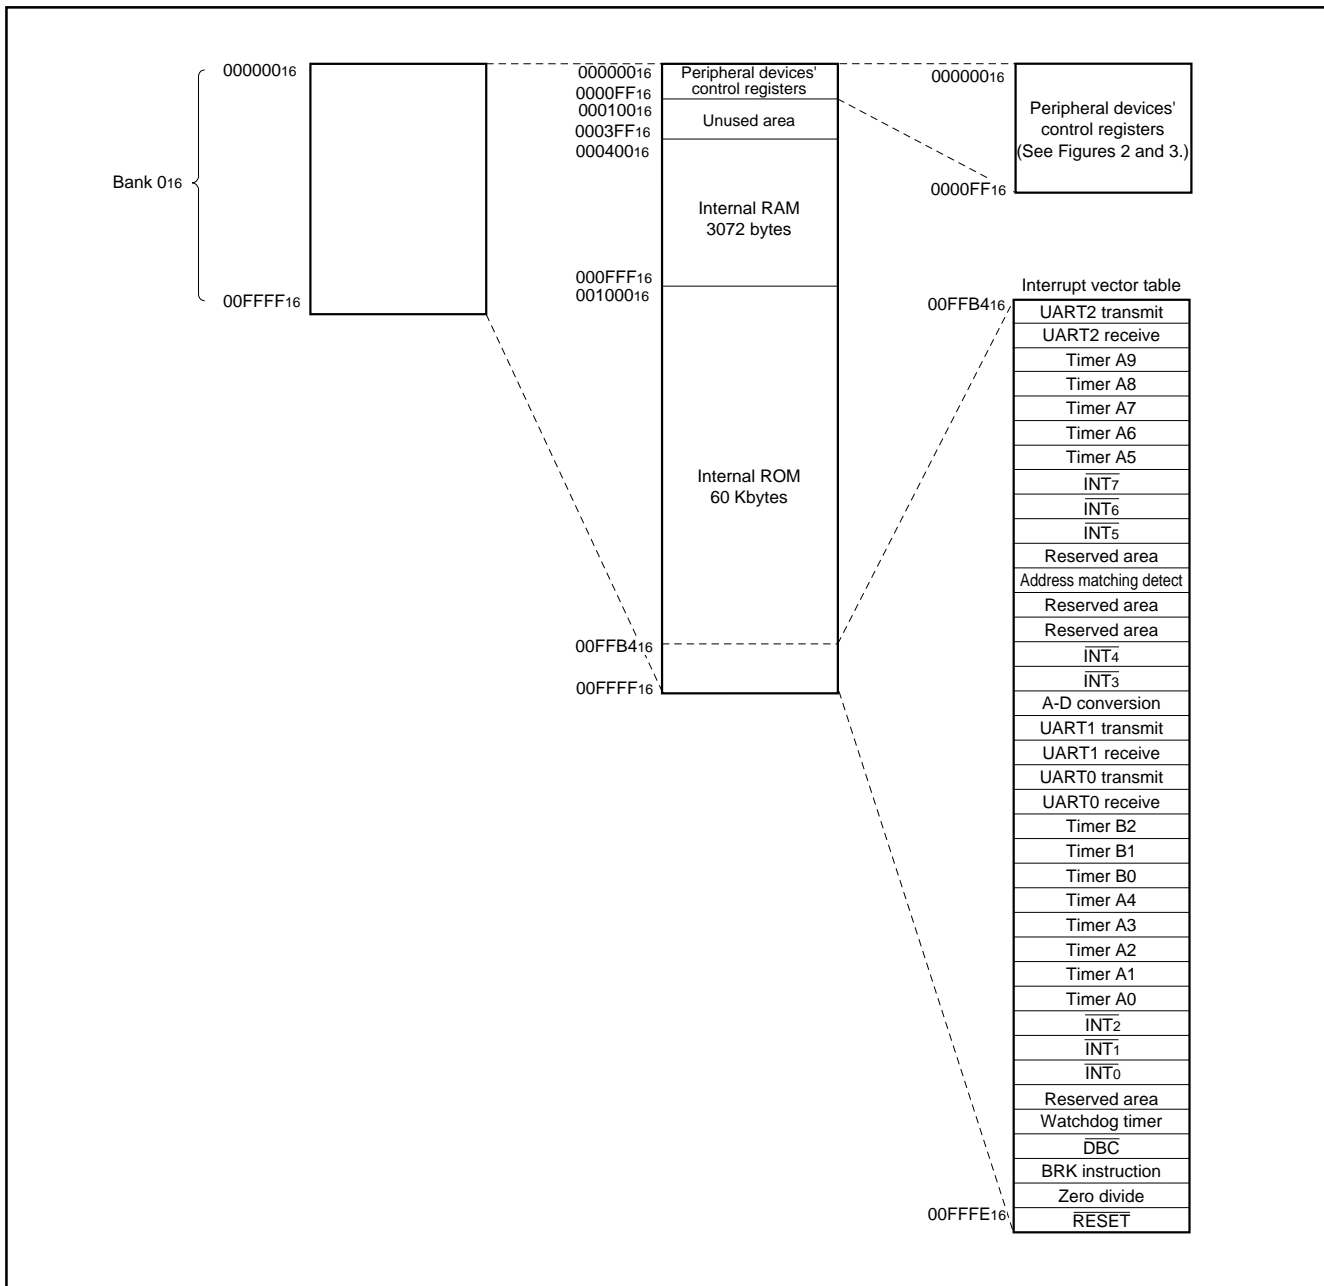 Bank 016
00000016
00FFFF16
00000016
0000FF16
00010016
0003FF16
00040016
000FFF16
00100016
00FFB416
00FFFF16
Peripheral devices'
control registers
Unused area
Internal RAM
3072 bytes
Internal ROM
60 Kbytes
00000016
0000FF16
Peripheral devices'
control registers
(See Figures 2 and 3.)
Interrupt vector table
00FFB416
UART2 transmit
UART2 receive
Timer A9
Timer A8
Timer A7
Timer A6
Timer A5
INT7
INT6
INT5
Reserved area
Address matching detect
Reserved area
Reserved area
INT4
INT3
A-D conversion
UART1 transmit
UART1 receive
UART0 transmit
UART0 receive
Timer B2
Timer B1
Timer B0
Timer A4
Timer A3
Timer A2
Timer A1
Timer A0
INT2
INT1
INT0
Reserved area
Watchdog timer
DBC
BRK instruction
Zero divide
00FFFE16
RESET